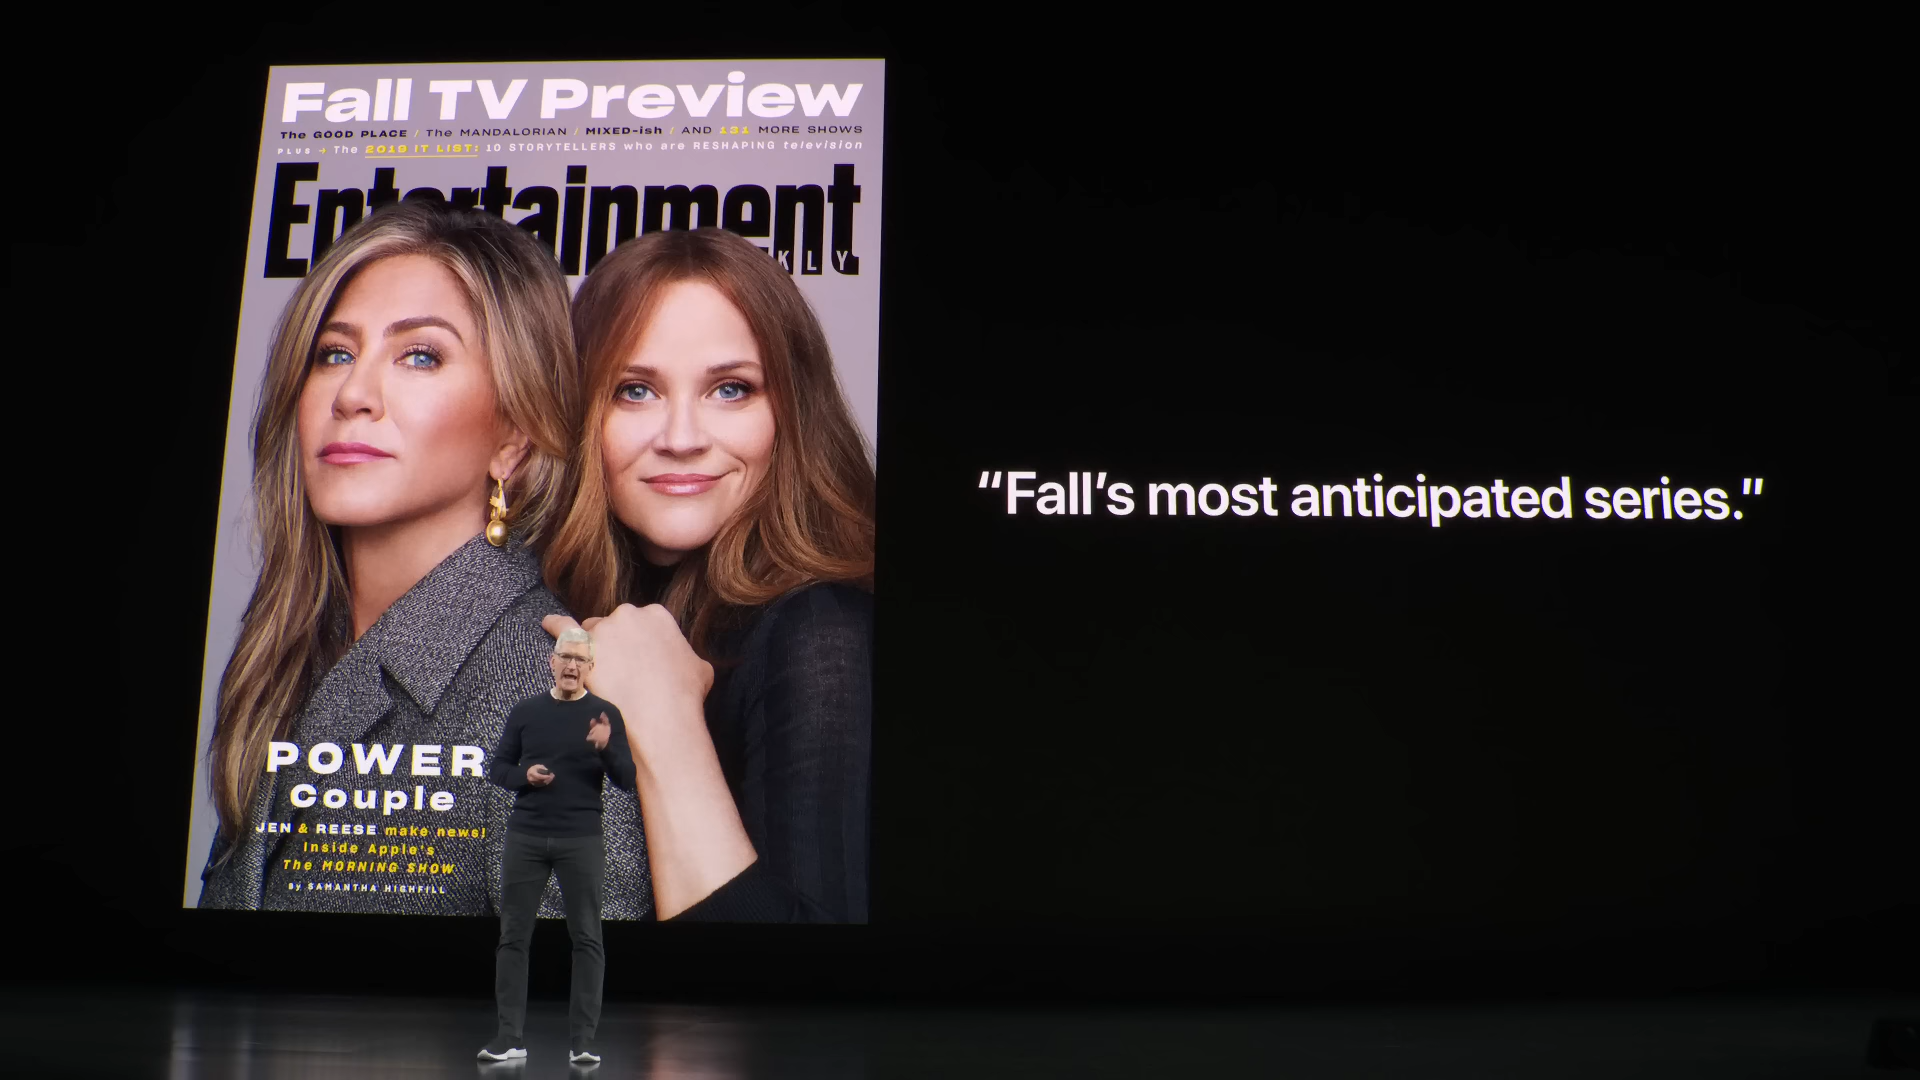 Fall TV Preview
The GOOD PLACE / The MANDALORIAN / MIXED-ish / AND 131 MORE SHOWS
PLUS → The 2019 IT LIST: 10 STORYTELLERS who are RESHAPING television
Entertainment
KLY
POWER
Couple
JEN & REESE make news!
Inside Apple's
The MORNING SHOW
By SAMANTHA HIGHFILL
“Fall’s most anticipated series.”